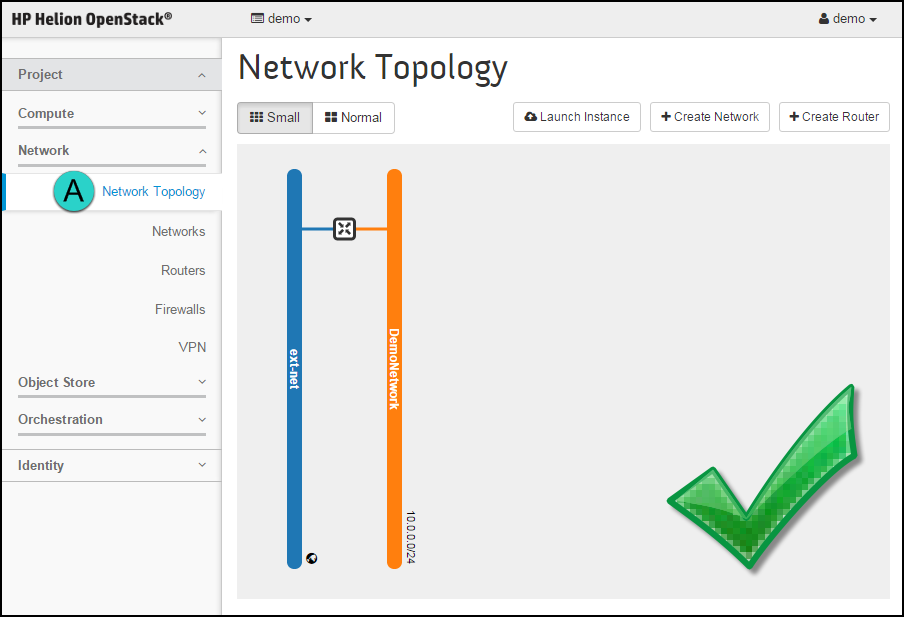 HP Helion OpenStack®
demo
demo
Project
Compute
Network
A
Network Topology
Networks
Routers
Firewalls
VPN
Object Store
Orchestration
Identity
Network Topology
Small
Normal
Launch Instance
Create Network
Create Router
ext-net
DemoNetwork
10.0.0.0/24